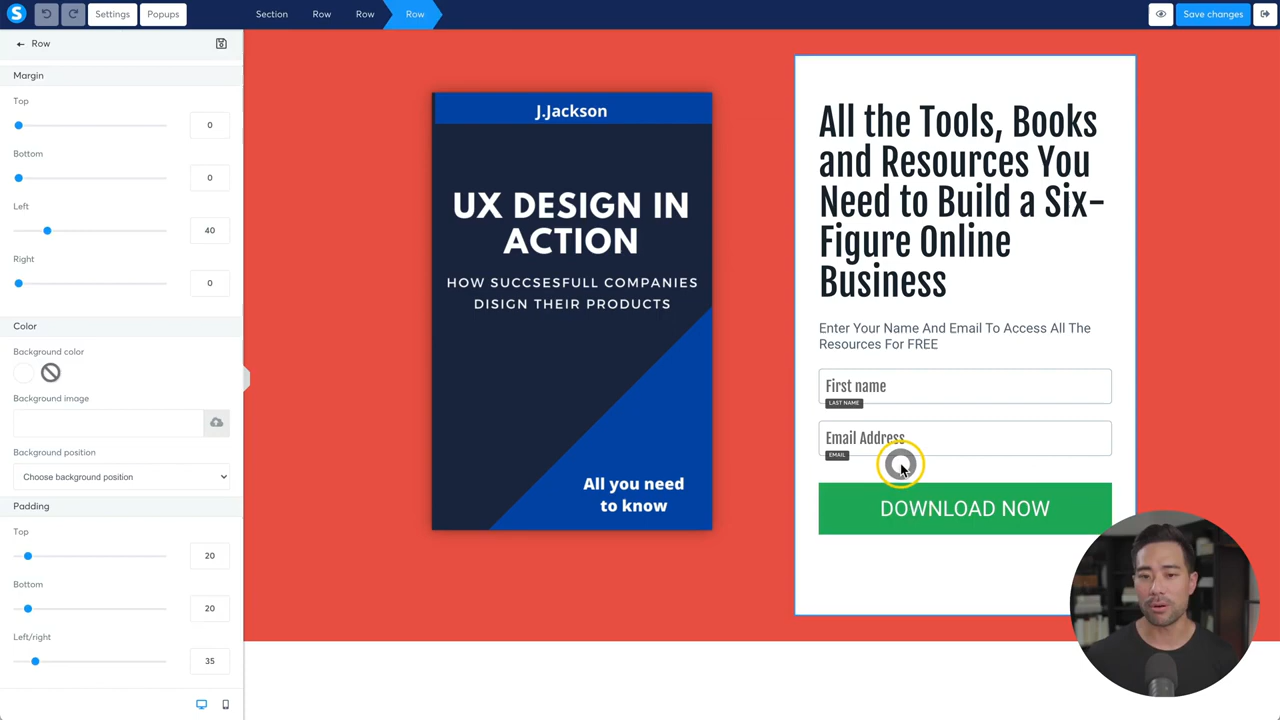 S
Settings
Popups
Section
Row
Row
Row
Save changes
Row
Margin
Top
0
Bottom
0
Left
40
Right
0
Color
Background color
Background image
Background position
Choose background position
Padding
Top
20
Bottom
20
Left/right
35
J.Jackson
UX DESIGN IN
ACTION
HOW SUCCSESFULL COMPANIES
DISIGN THEIR PRODUCTS
All you need
to know
All the Tools, Books
and Resources You
Need to Build a Six-
Figure Online
Business
Enter Your Name And Email To Access All The
Resources For FREE
First name
LAST NAME
Email Address
EMAIL
DOWNLOAD NOW